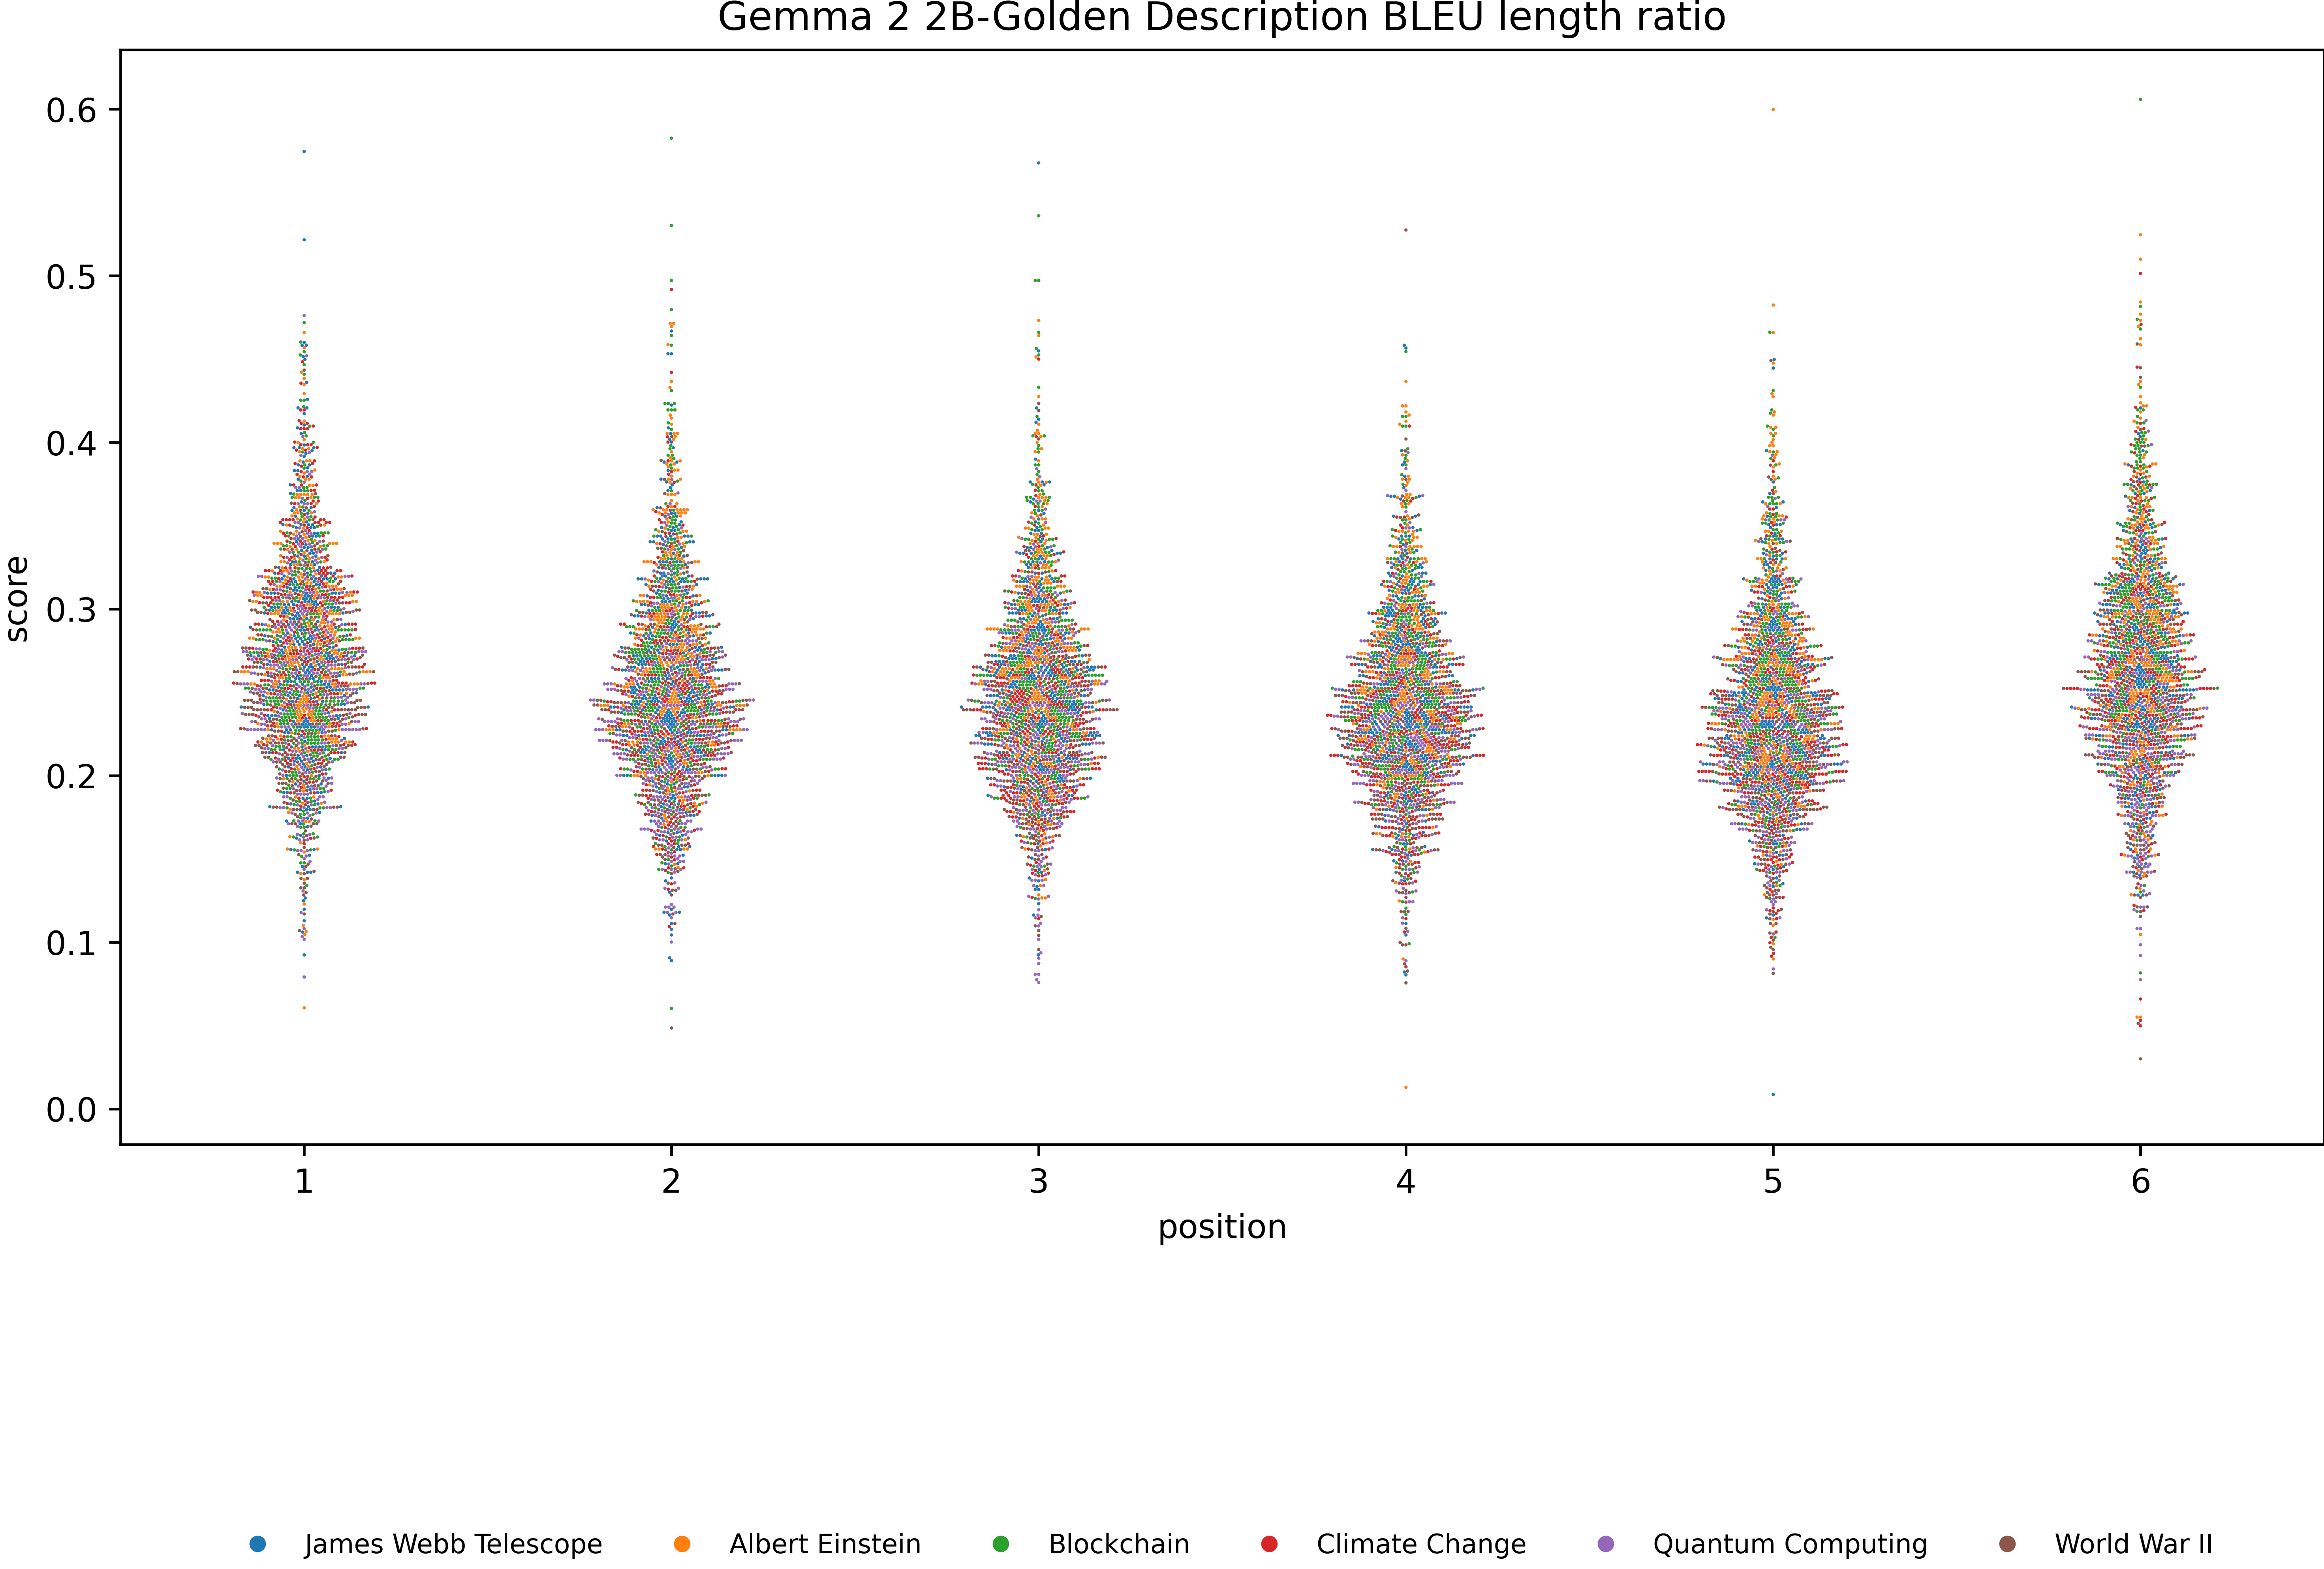 Gemma 2 2B-Golden Description BLEU length ratio
score
0.6
0.5
0.4
0.3
0.2
0.1
0.0
1 2 3 4 5 6
position
James Webb Telescope Albert Einstein Blockchain Climate Change Quantum Computing World War II